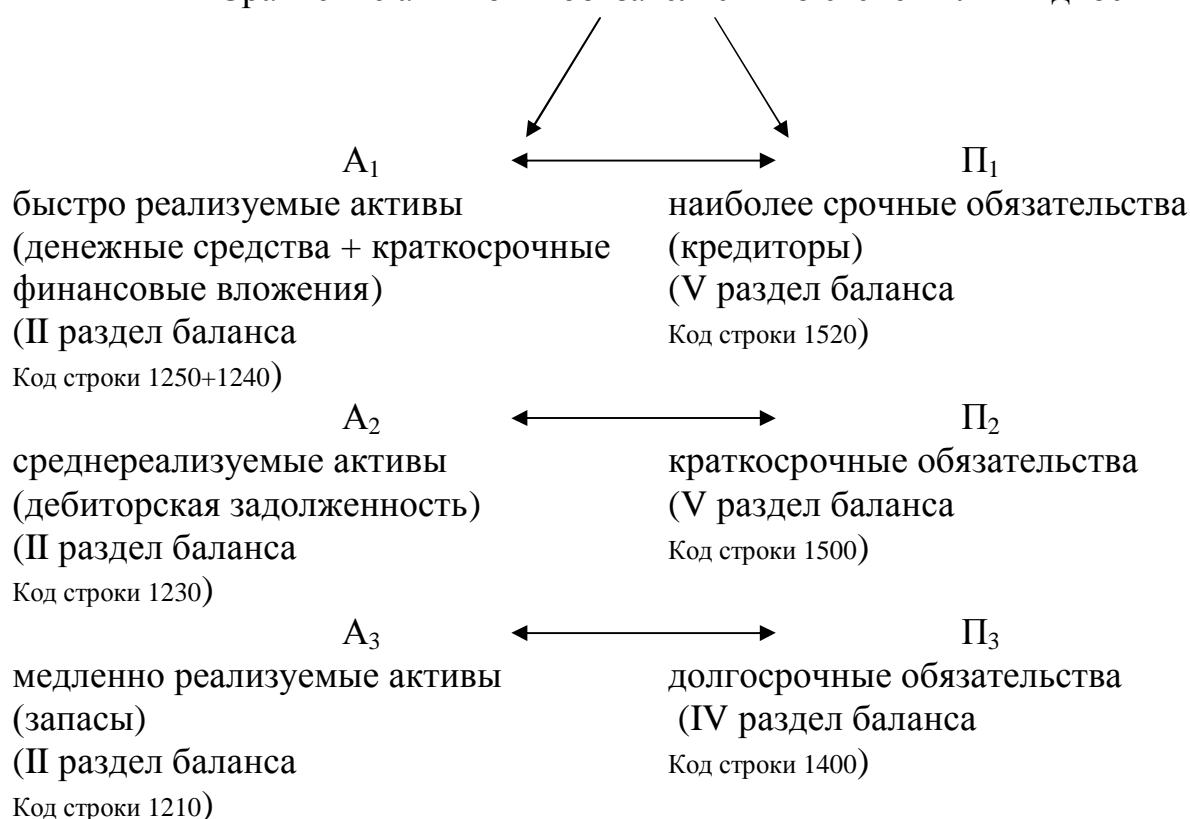 А₁ П₁
быстро реализуемые активы наиболее срочные обязательства
(денежные средства + краткосрочные (кредиторы)
финансовые вложения) (V раздел баланса
(II раздел баланса Код строки 1520)
Код строки 1250+1240)
А₂ П₂
среднереализуемые активы краткосрочные обязательства
(дебиторская задолженность) (V раздел баланса
(II раздел баланса Код строки 1500)
Код строки 1230)
А₃ П₃
медленно реализуемые активы долгосрочные обязательства
(запасы) (IV раздел баланса
(II раздел баланса Код строки 1400)
Код строки 1210)